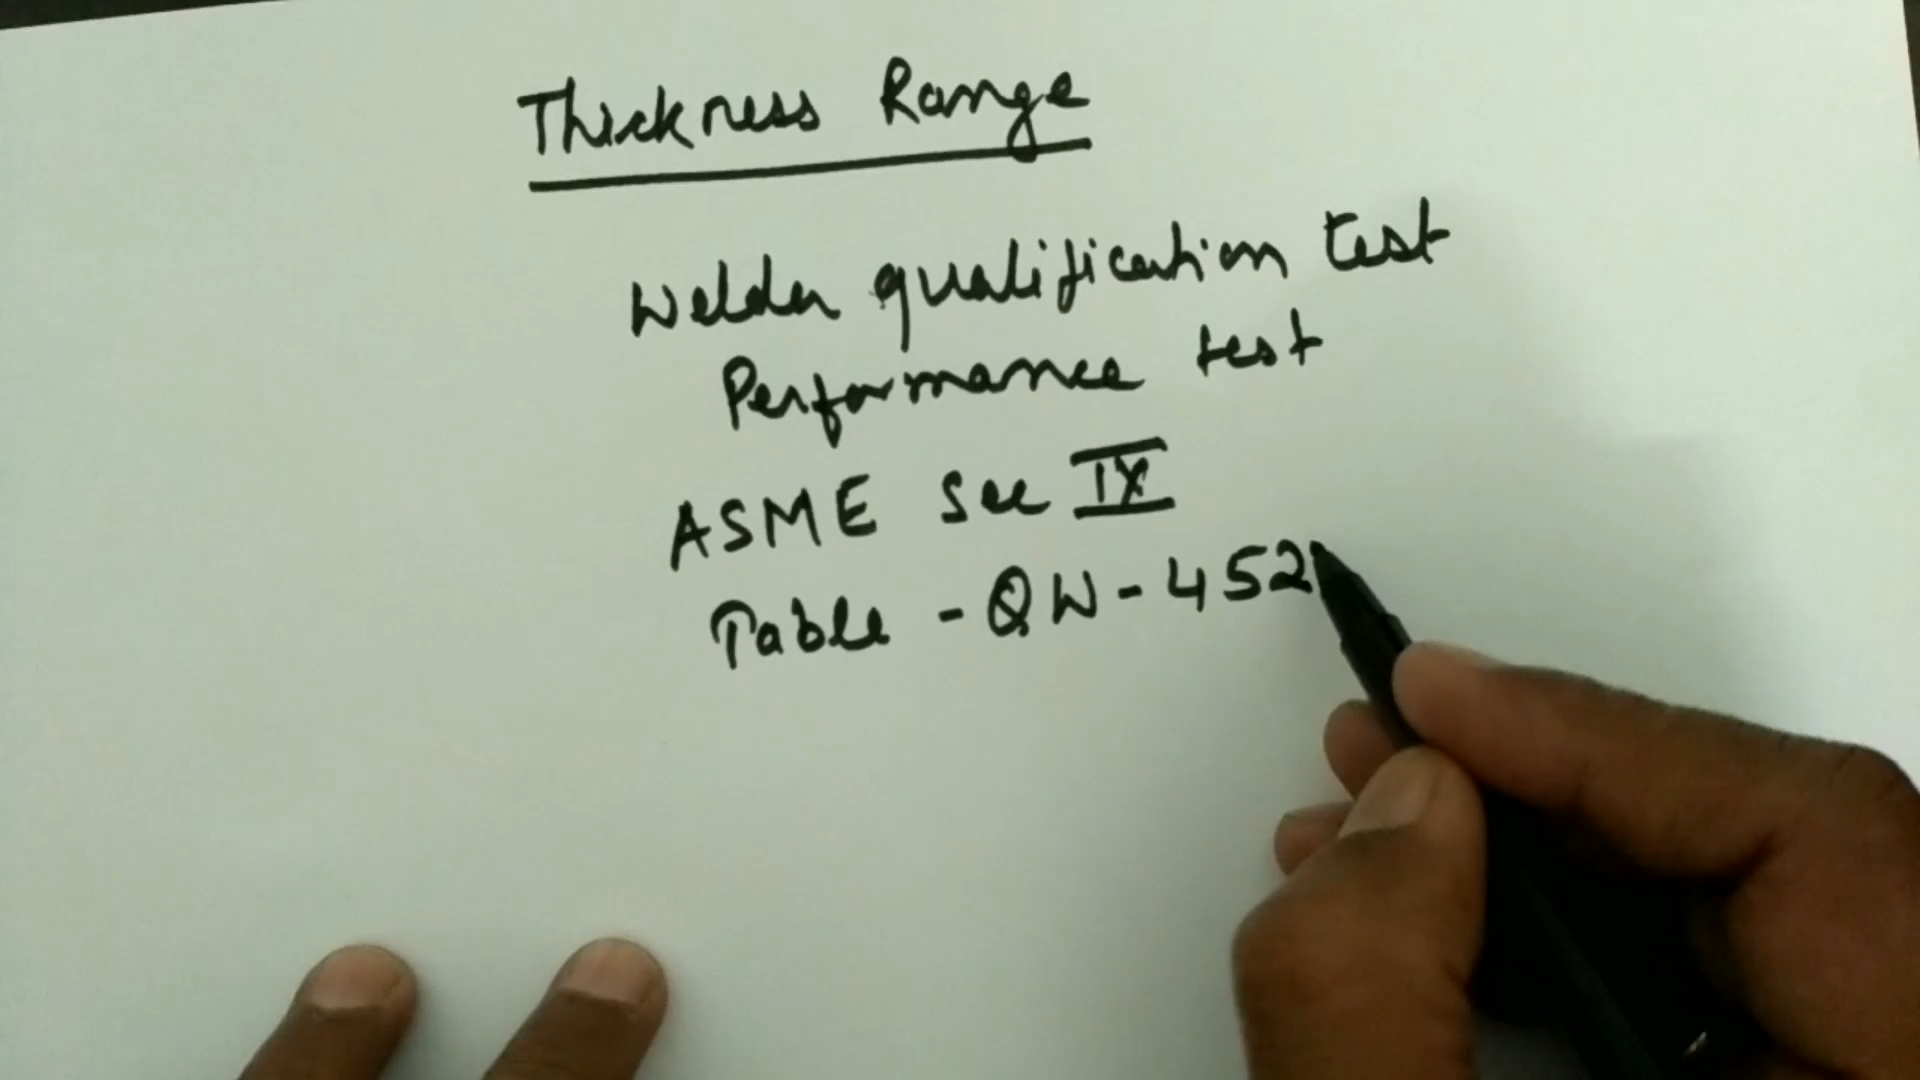 Thickness Range
Welder qualification test
Performance test
ASME Sec IX
Table - QW-452